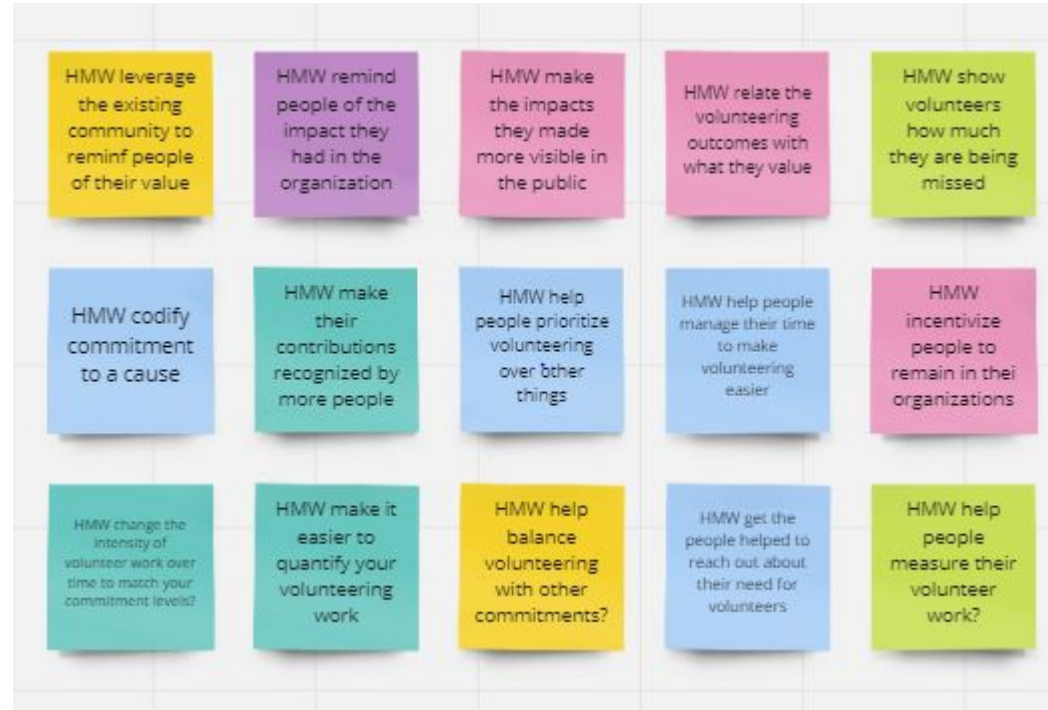 HMW leverage
the existing
community to
reminf people
of their value
HMW remind
people of the
impact they
had in the
organization
HMW make
the impacts
they made
more visible in
the public
HMW relate the
volunteering
outcomes with
what they value
HMW show
volunteers
how much
they are being
missed
HMW codify
commitment
to a cause
HMW make
their
contributions
recognized by
more people
HMW help
people prioritize
volunteering
over other
things
HMW help people
manage their time
to make
volunteering
easier
HMW
incentivize
people to
remain in thei
organizations
HMW change the
intensity of
volunteer work over
time to match your
commitment levels?
HMW make it
easier to
quantify your
volunteering
work
HMW help
balance
volunteering
with other
commitments?
HMW get the
people helped to
reach out about
their need for
volunteers
HMW help
people
measure their
volunteer
work?